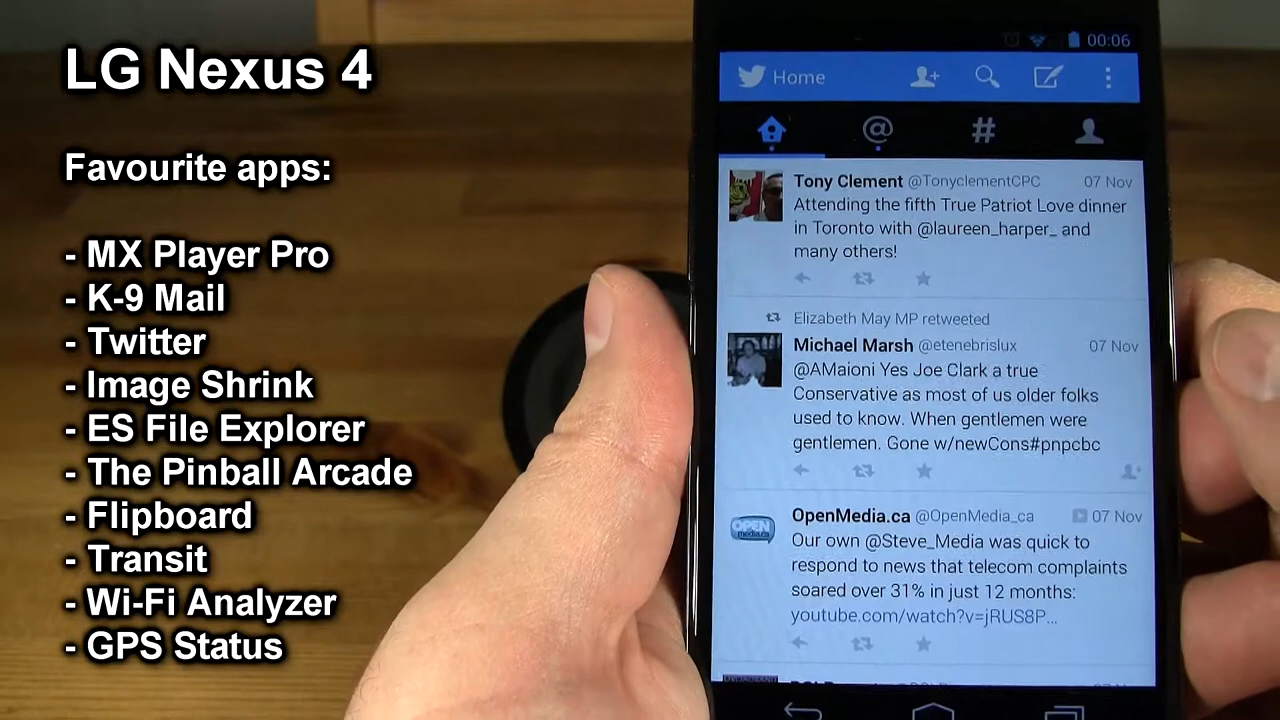 LG Nexus 4
Favourite apps:
- MX Player Pro
- K-9 Mail
- Twitter
- Image Shrink
- ES File Explorer
- The Pinball Arcade
- Flipboard
- Transit
- Wi-Fi Analyzer
- GPS Status
00:06
Home
@ #
Tony Clement @TonyclementCPC 07 Nov
Attending the fifth True Patriot Love dinner
in Toronto with @laureen_harper_ and
many others!
Elizabeth May MP retweeted
Michael Marsh @etenebrislux 07 Nov
@AMaioni Yes Joe Clark a true
Conservative as most of us older folks
used to know. When gentlemen were
gentlemen. Gone w/newCons#pnpcbc
OPEN
media.ca
OpenMedia.ca @OpenMedia_ca 07 Nov
Our own @Steve_Media was quick to
respond to news that telecom complaints
soared over 31% in just 12 months:
youtube.com/watch?v=jRUS8P...